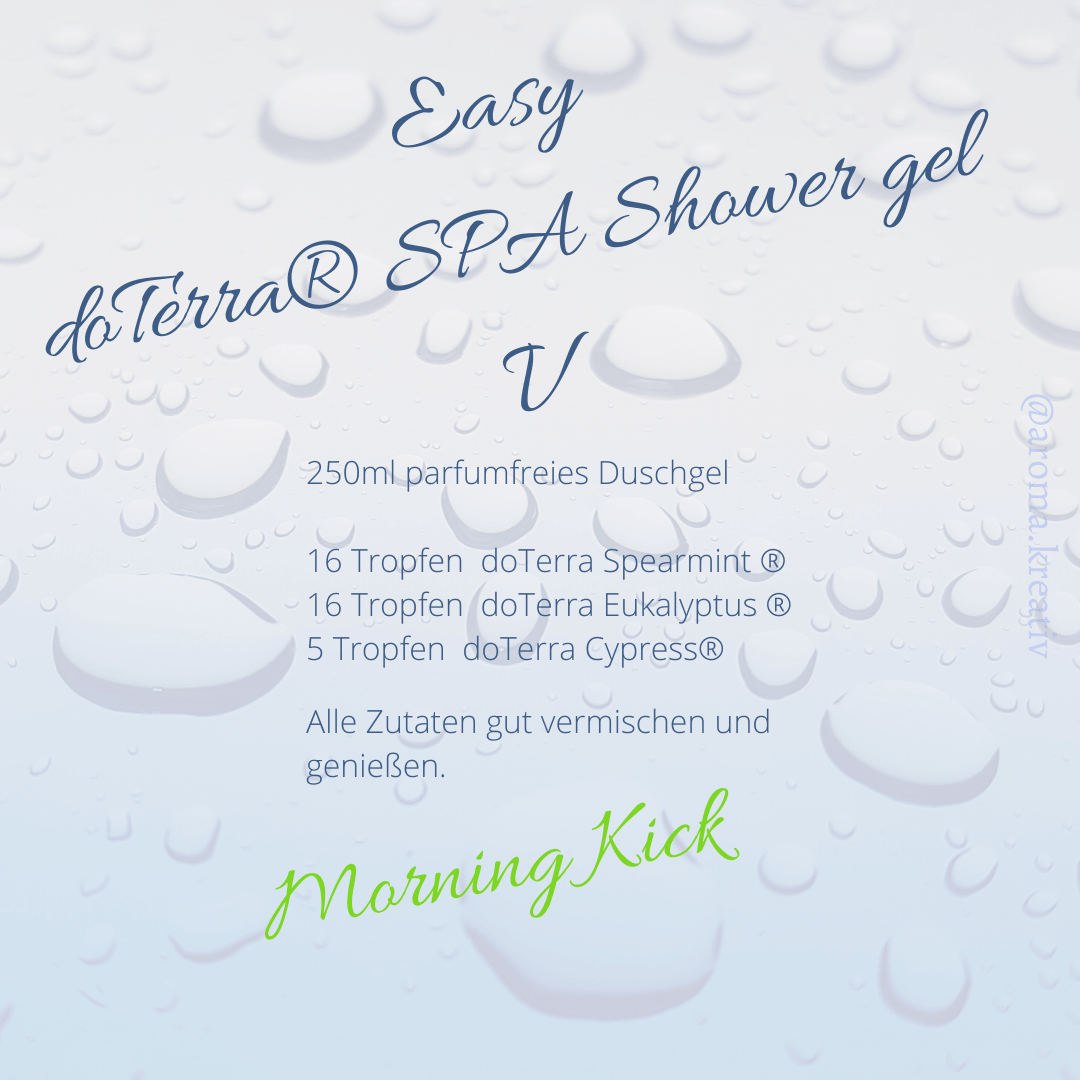 Easy
doTerra® SPA Shower gel
V
250ml parfumfreies Duschgel
16 Tropfen  doTerra Spearmint ®
16 Tropfen  doTerra Eukalyptus ®
5 Tropfen  doTerra Cypress®
Alle Zutaten gut vermischen und
genießen.
Morning Kick
@aroma.kreativ